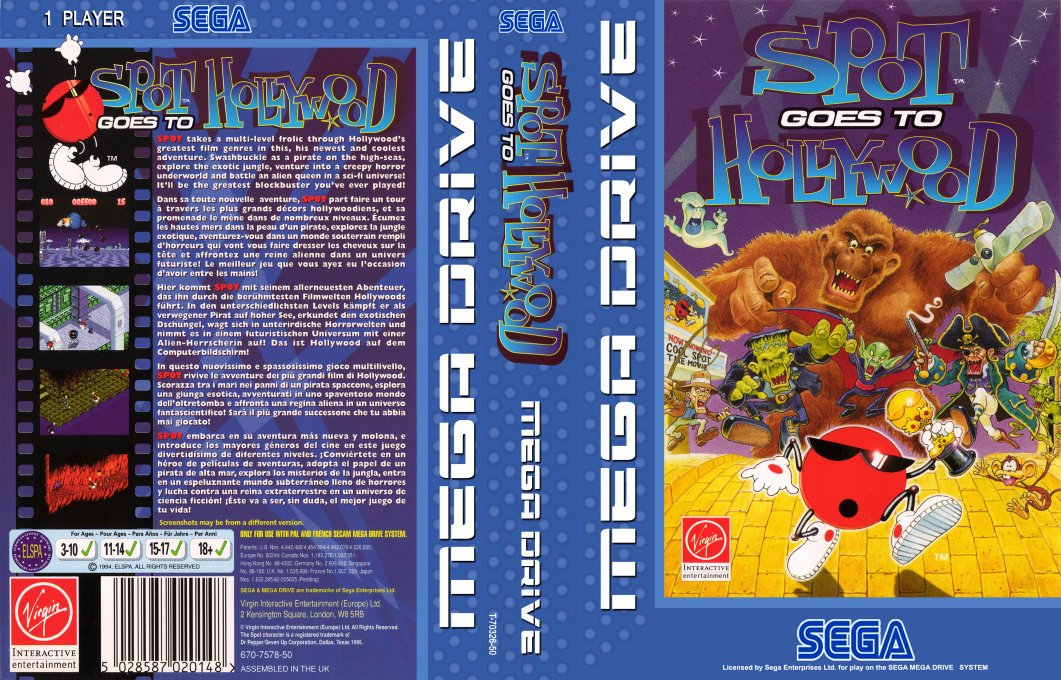 1 PLAYER
SEGA
SPOT™
GOES TO
HOLLYWOOD
™
SPOT takes a multi-level frolic through Hollywood's
greatest film genres in this, his newest and coolest
adventure. Swashbuckle as a pirate on the high-seas,
explore the exotic jungle, venture into a creepy horror
underworld and battle an alien queen in a sci-fi universe!
It'll be the greatest blockbuster you've ever played!
Dans sa toute nouvelle aventure, SPOT part faire un tour
à travers les plus grands décors hollywoodiens, et sa
promenade le mène dans de nombreux niveaux. Écumez
les hautes mers dans la peau d'un pirate, explorez la jungle
exotique, aventurez-vous dans un monde souterrain rempli
d'horreurs qui vont vous faire dresser les cheveux sur la
tête et affrontez une reine alienne dans un univers
futuriste! Le meilleur jeu que vous ayez eu l'occasion
d'avoir entre les mains!
Hier kommt SPOT mit seinem allerneuesten Abenteuer,
das ihn durch die berühmtesten Filmwelten Hollywoods
führt. In den unterschiedlichsten Levels kämpft er als
verwegener Pirat auf hoher See, erkundet den exotischen
Dschungel, wagt sich in unterirdische Horrorwelten und
nimmt es in einem futuristischen Universum mit einer
Alien-Herrscherin auf! Das ist Hollywood auf dem
Computerbildschirm!
In questo nuovissimo e spassosissimo gioco multilivello,
SPOT rivive le avventure dei più grandi film di Hollywood.
Scorazza tra i mari nei panni di un pirata spaccone, esplora
una giunga esotica, avventurati in uno spaventoso mondo
dell'oltretomba e affronta una regina aliena in un universo
fantascientifico! Sarà il più grande successone che tu abbia
mai giocato!
SPOT embarca en su aventura más nueva y molona, e
introduce los mayores géneros del cine en este juego
divertidísimo de diferentes niveles. ¡Conviértete en un
héroe de películas de aventuras, adopta el papel de un
pirata de alta mar, explora los misterios de la jungla, entra
en un espeluznante mundo subterráneo lleno de horrores
y lucha contra una reina extraterrestre en un universo de
ciencia ficción! ¡Éste va a ser, sin duda, el mejor juego de
tu vida!
Screenshots may be from a different version.
ELSPA
For Ages – Pour Ages – Para Años – Für Jahre – Per Anni
3-10 11-14 15-17 18+
© 1994. ELSPA. ALL RIGHTS RESERVED
ONLY FOR USE WITH PAL AND FRENCH SECAM MEGA DRIVE SYSTEM.
SEGA & MEGA DRIVE are trademarks of Sega Enterprises Ltd.
Virgin Interactive Entertainment (Europe) Ltd.
2 Kensington Square, London, W8 5RB
© Virgin Interactive Entertainment (Europe) Ltd. All Rights Reserved.
The Spot character is a registered trademark of
Dr Pepper/Seven Up Corporation, Dallas, Texas 1995.
670-7578-50
ASSEMBLED IN THE UK
Virgin
INTERACTIVE
entertainment
5 028587 020148 >
MEGA DRIVE
SEGA
SPOT™
GOES TO
HOLLYWOOD
MEGA DRIVE
T-70326-50
MEGA DRIVE
SPOT™
GOES TO
HOLLYWOOD
NOW SHOWING
COOL SPOT
THE MOVIE
Virgin
INTERACTIVE
entertainment
TM
SEGA
Licensed by Sega Enterprises Ltd. for play on the SEGA MEGA DRIVE SYSTEM